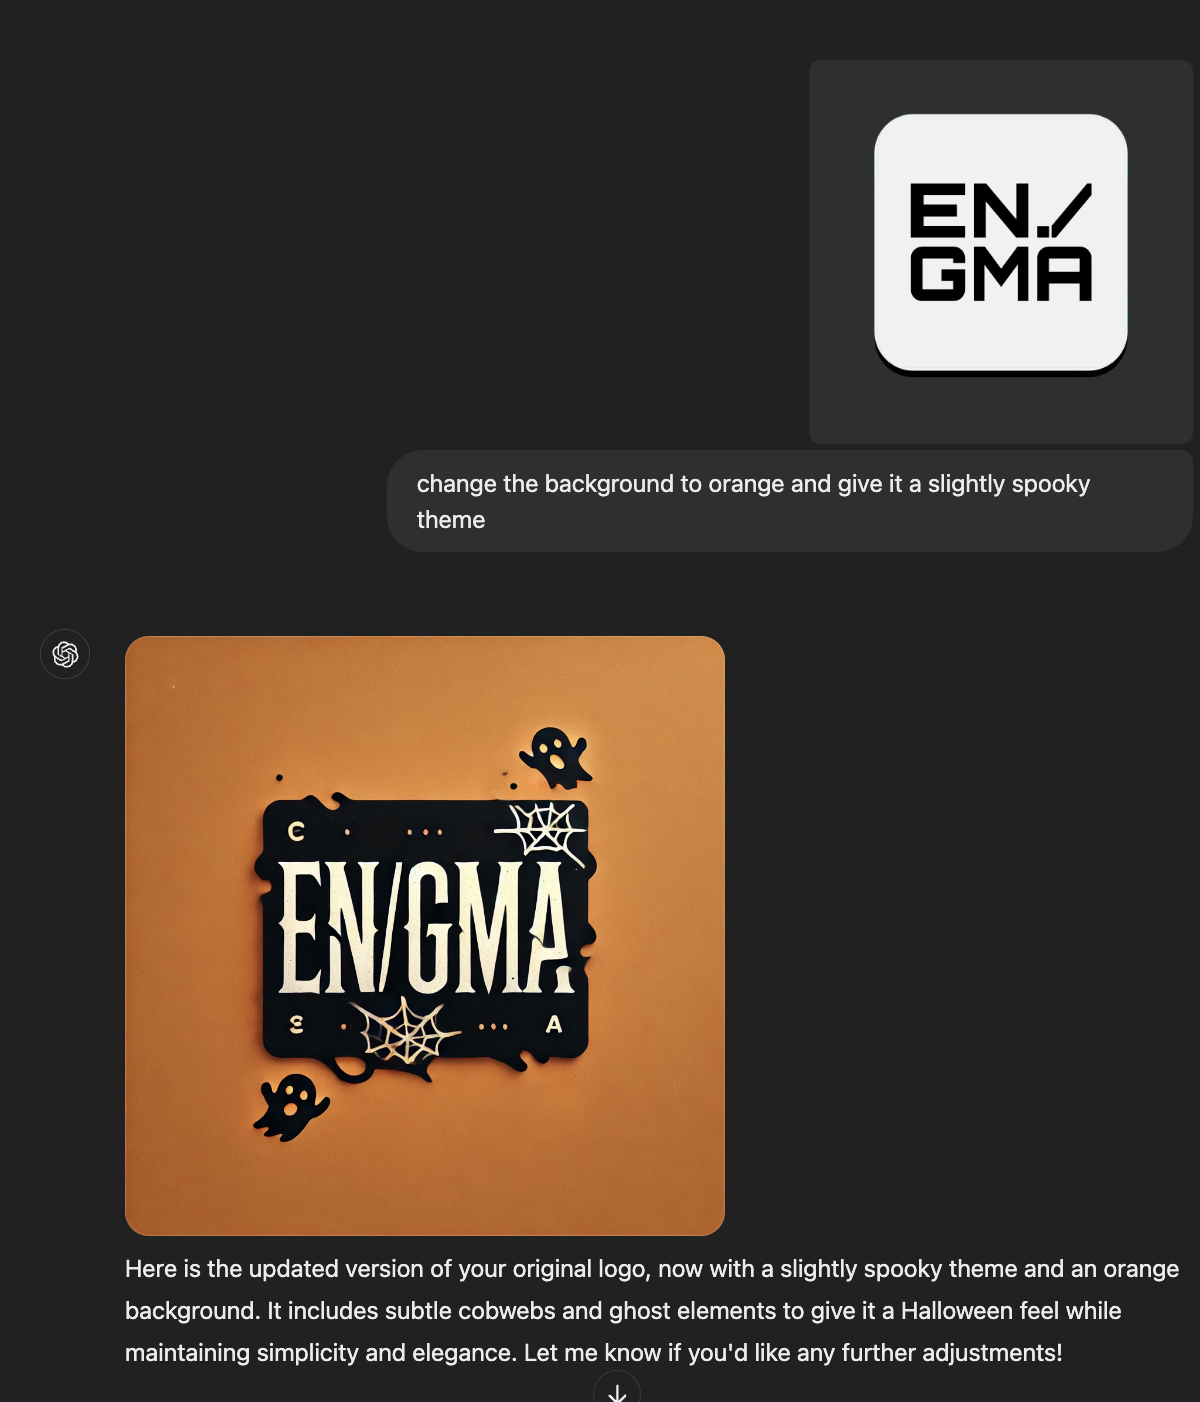 EN./
GMA
change the background to orange and give it a slightly spooky
theme
C
EN/GMA
3 A
Here is the updated version of your original logo, now with a slightly spooky theme and an orange
background. It includes subtle cobwebs and ghost elements to give it a Halloween feel while
maintaining simplicity and elegance. Let me know if you'd like any further adjustments!